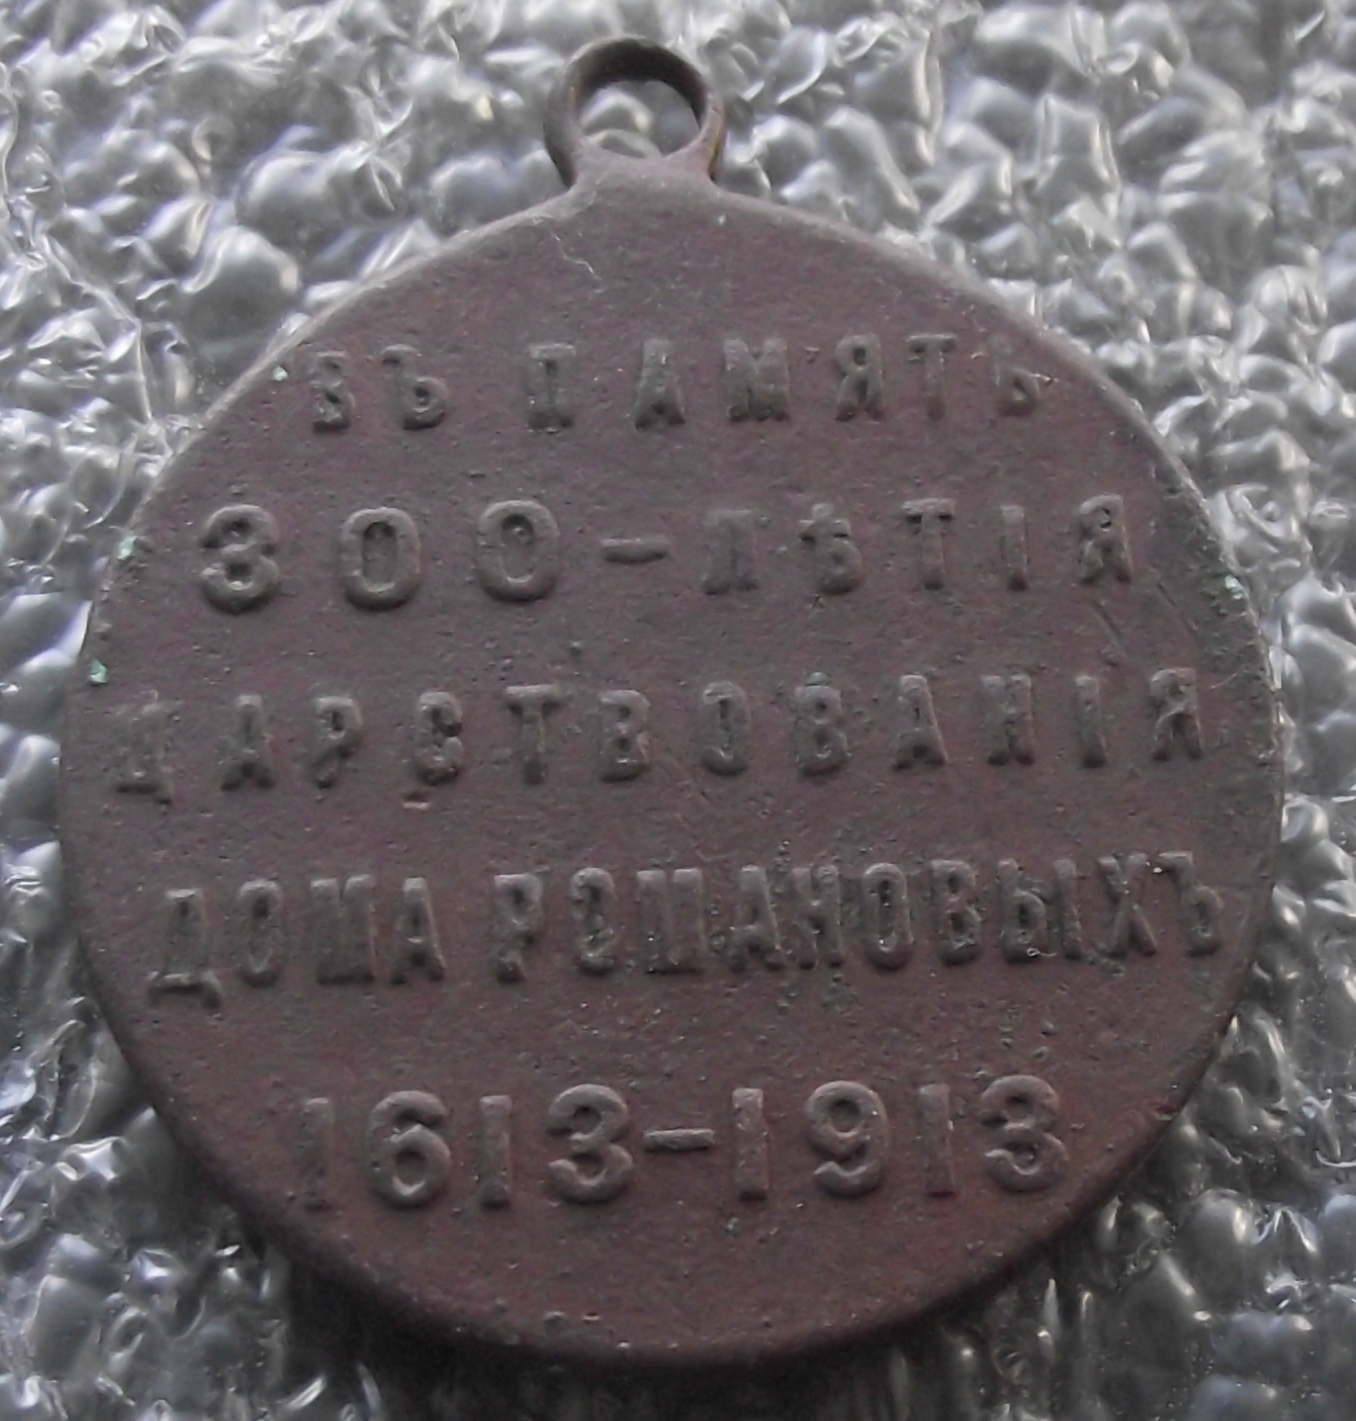 ВЪ ПАМЯТЬ
300-ЛѢТІЯ
ЦАРСТВОВАНІЯ
ДОМА РОМАНОВЫХЪ
1613-1913